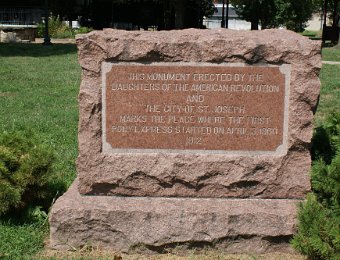 THIS MONUMENT ERECTED BY THE
DAUGHTERS OF THE AMERICAN REVOLUTION
AND
THE CITY OF ST. JOSEPH
MARKS THE PLACE WHERE THE FIRST
PONY EXPRESS STARTED ON APRIL 3, 1860
1912